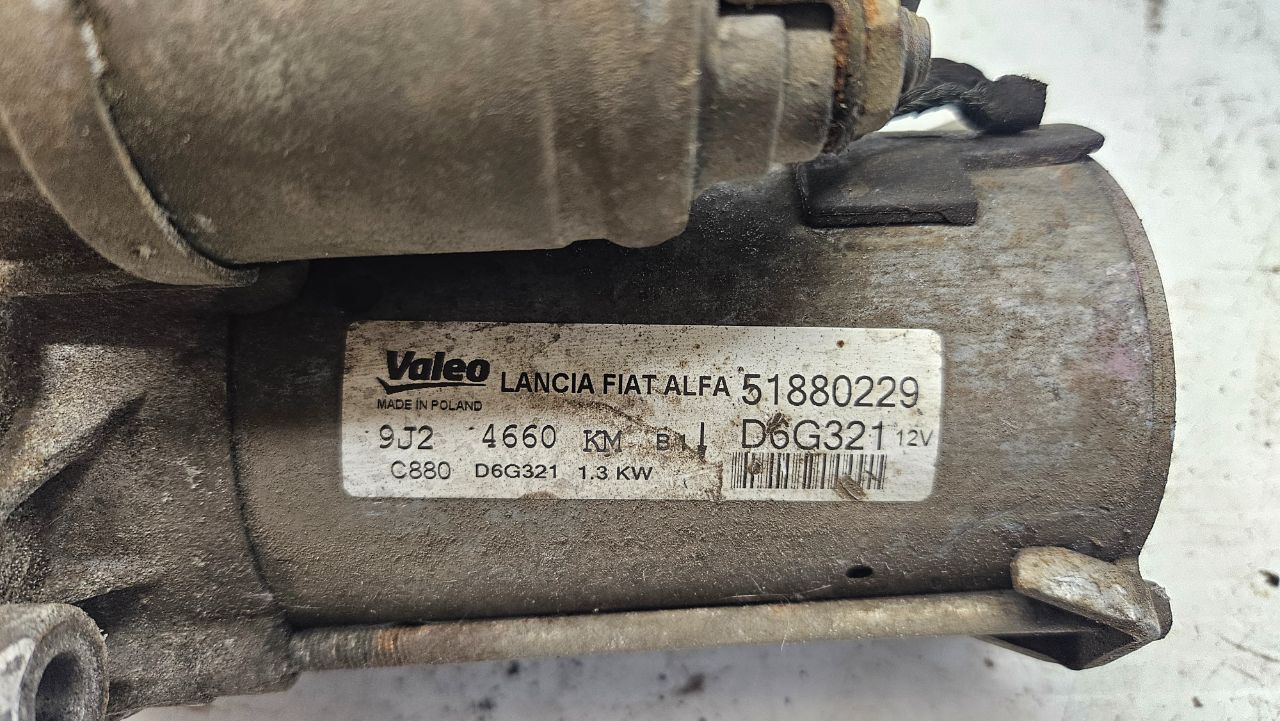 Valeo LANCIA FIAT ALFA 51880229
MADE IN POLAND
9J2 4660 KM B D6G321 12V
C880 D6G321 1.3 KW